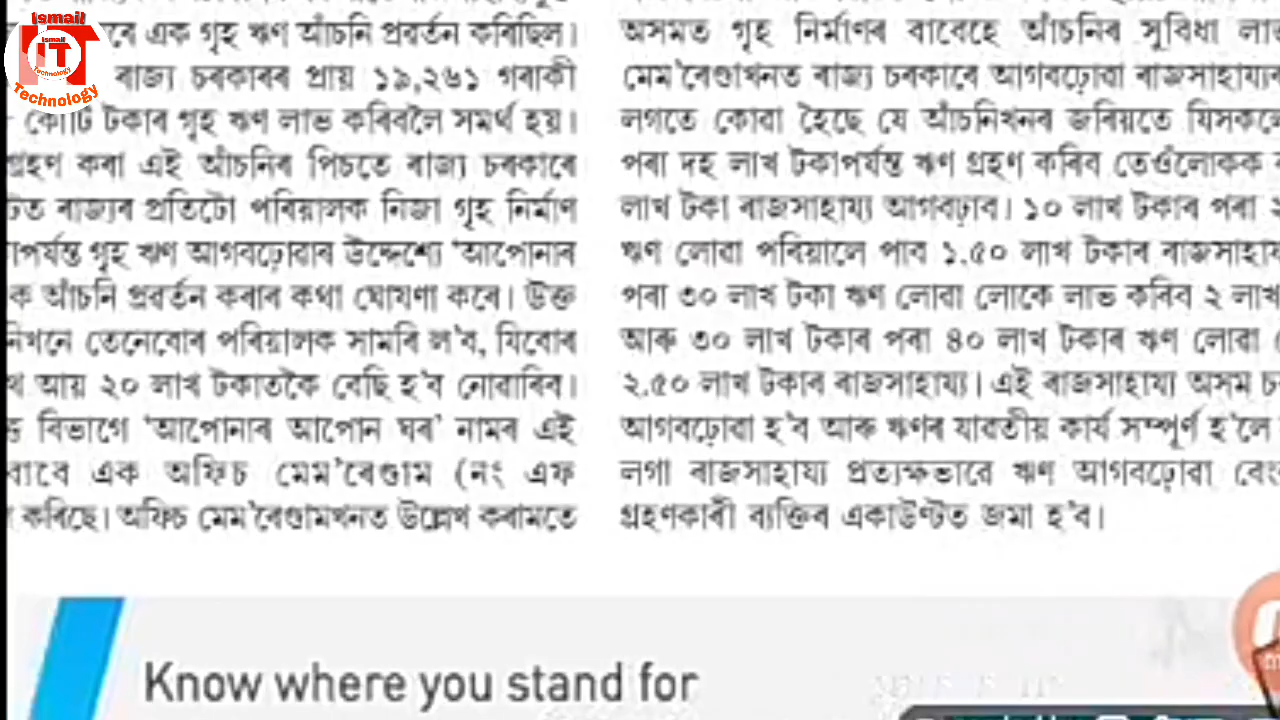 Ismail
IT
Ismail
Technology
Technology
বে এক গৃহ ঋণ আঁচনি প্ৰৱৰ্তন কৰিছিল।
ৰাজ্য চৰকাৰৰ প্ৰায় ১৯,২৬১ গৰাকী
কোটি টকাৰ গৃহ ঋণ লাভ কৰিবলৈ সমৰ্থ হয়।
গ্ৰহণ কৰা এই আঁচনিৰ পিচতে ৰাজ্য চৰকাৰে
ৰাজ্যৰ প্ৰতিটো পৰিয়ালক নিজা গৃহ নিৰ্মাণ
গৃহ ঋণ আগবঢ়োৱাৰ উদ্দেশ্যে ‘আপোনাৰ
ক আঁচনি প্ৰৱৰ্তন কৰাৰ কথা ঘোষণা কৰে। উক্ত
তেনেবোৰ পৰিয়ালক সামৰি ল’ব, যিবোৰ
আয় ২০ লাখ টকাতকৈ বেছি হ’ব নোৱাৰিব।
বিভাগে ‘আপোনাৰ আপোন ঘৰ’ নামৰ এই
বাবে এক অফিচ মেম’ৰেণ্ডাম (নং এফ
কৰিছে। অফিচ মেম’ৰেণ্ডামখনত উল্লেখ কৰামতে
অসমত গৃহ নিৰ্মাণৰ বাবেহে আঁচনিৰ সুবিধা
মেম’ৰেণ্ডাখনত ৰাজ্য চৰকাৰে আগবঢ়োৱা ৰাজসাহায্যৰ
লগতে কোৱা হৈছে যে আঁচনিখনৰ জৰিয়তে
পৰা দহ লাখ টকাপৰ্যন্ত ঋণ গ্ৰহণ কৰিব তেওঁলোকক
লাখ টকা ৰাজসাহায্য আগবঢ়াব। ১০ লাখ টকাৰ পৰা
ঋণ লোৱা পৰিয়ালে পাব ১.৫০ লাখ টকাৰ
পৰা ৩০ লাখ টকা ঋণ লোৱা লোকে লাভ কৰিব ২ লাখ
আৰু ৩০ লাখ টকাৰ পৰা ৪০ লাখ টকাৰ ঋণ লোৱা
২.৫০ লাখ টকাৰ ৰাজসাহায্য। এই ৰাজসাহায্য অসম
আগবঢ়োৱা হ’ব আৰু ঋণৰ যাৱতীয় কাৰ্য সম্পূৰ্ণ হ’লে
লগা ৰাজসাহায্য প্ৰত্যক্ষভাৱে ঋণ আগবঢ়োৱা
গ্ৰহণকাৰী ব্যক্তিৰ একাউণ্টত জমা হ’ব।
Know where you stand for